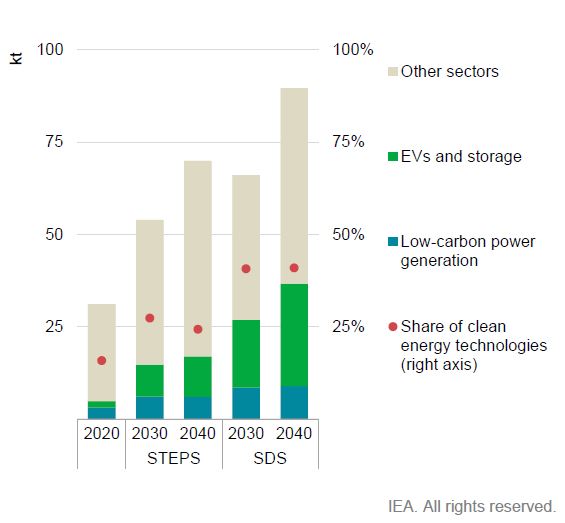 kt
100
75
50
25
100%
75%
50%
25%
Other sectors
EVs and storage
Low-carbon power
generation
Share of clean
energy technologies
(right axis)
2020 2030 2040 2030 2040
STEPS SDS
IEA. All rights reserved.